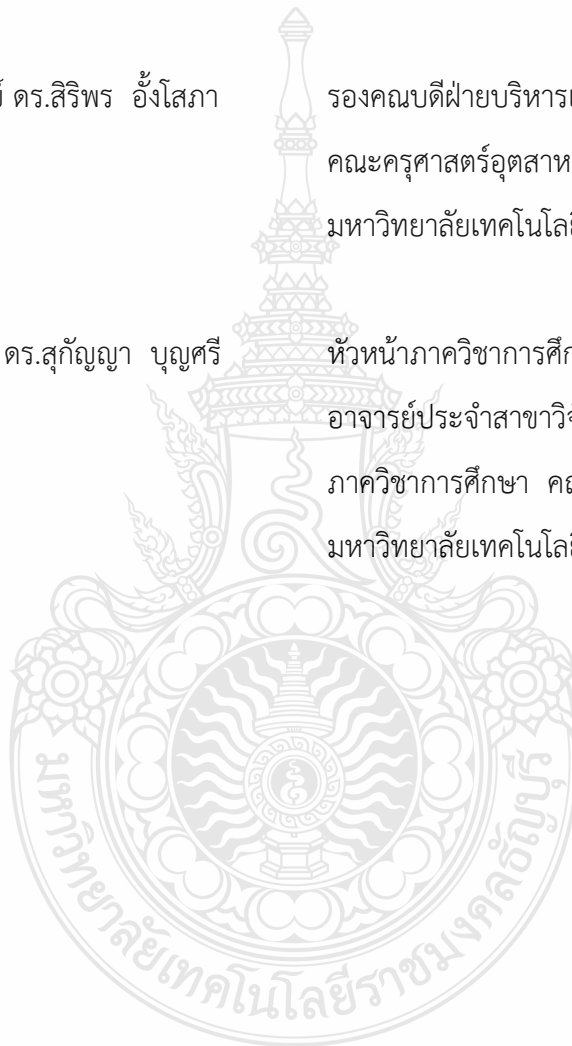 ดร.สิริพร อั้งโสภา
รองคณบดีฝ่ายบริหาร
คณะครุศาสตร์อุตสาห
มหาวิทยาลัยเทคโนโลยี
ดร.สุกัญญา บุญศรี
หัวหน้าภาควิชาการศึก
อาจารย์ประจำสาขาวิ
ภาควิชาการศึกษา คณ
มหาวิทยาลัยเทคโนโลยี
มหาวิทยาลัยเทคโนโลยีราชมงคลธัญบุรี